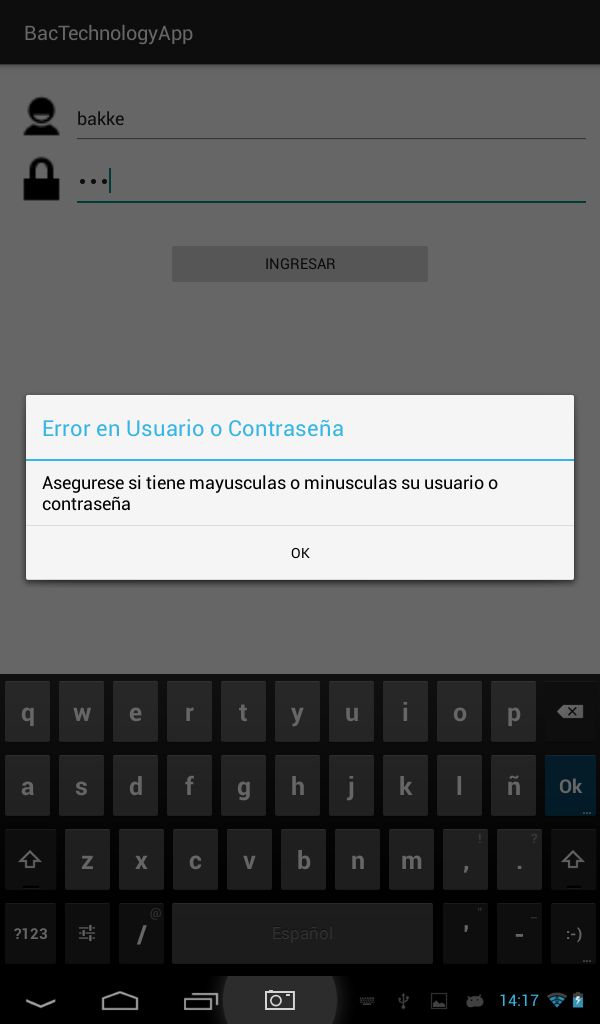 BacTechnologyApp
bakke
•••
INGRESAR
Error en Usuario o Contraseña
Asegurese si tiene mayusculas o minusculas su usuario o
contraseña
OK
q w e r t y u i o p
a s d f g h j k l ñ Ok
...
! ?
z x c v b n m , .
@ " _
?123 / Español ' - :-)
...
14:17